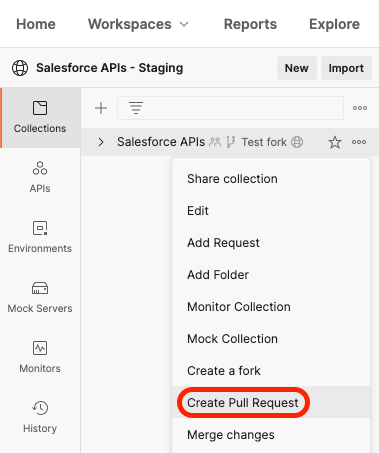 Home Workspaces Reports Explore
Salesforce APIs - Staging New Import
Collections
Salesforce APIs Test fork
APIs
Environments
Mock Servers
Monitors
History
Share collection
Edit
Add Request
Add Folder
Monitor Collection
Mock Collection
Create a fork
Create Pull Request
Merge changes